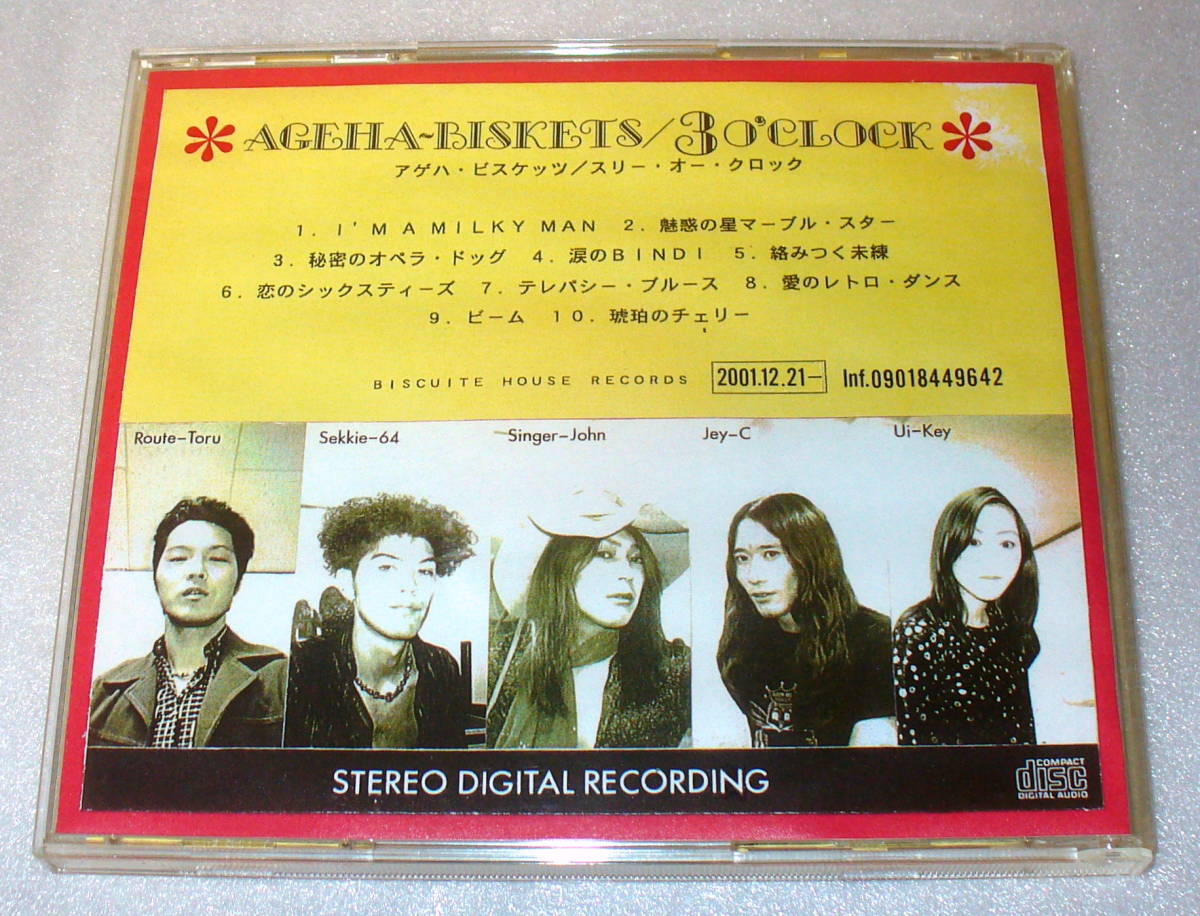 AGEHA~BISKETS/3O'CLOCK
アゲハ・ビスケッツ/スリー・オー・クロック
1. I'M A MILKY MAN 2. 魅惑の星マーブル・スター
3. 秘密のオペラ・ドッグ 4. 涙のBINDI 5. 絡みつく未練
6. 恋のシックスティーズ 7. テレパシー・ブルース 8. 愛のレトロ・ダンス
9. ビーム 10. 琥珀のチェリー
BISCUITE HOUSE RECORDS 2001.12.21— Inf.09018449642
Route-Toru Sekkie-64 Singer-John Jey-C Ui-Key
STEREO DIGITAL RECORDING
COMPACT
disc
DIGITAL AUDIO